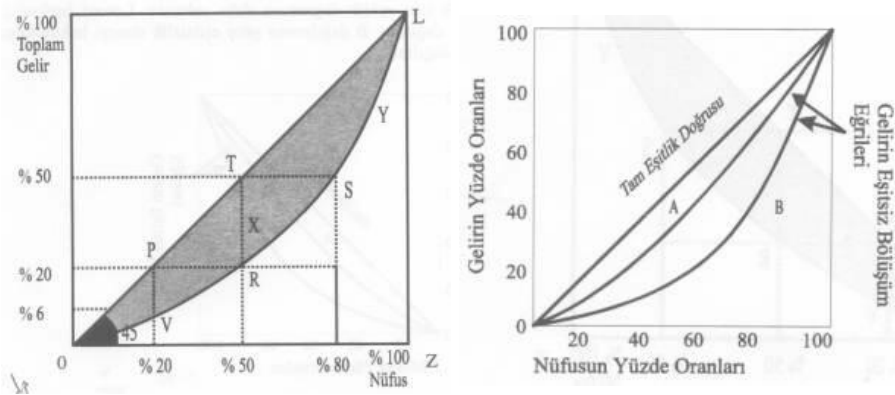 % 100
Toplam
Gelir
L
Y
% 50
T
S
X
P
% 20
R
% 6
V
45
0
% 20
% 50
% 80
% 100
Nüfus
Z
Gelirin Yüzde Oranları
100
80
60
40
20
0
Tam Eşitlik Doğrusu
A
B
Gelirin Eşitsiz Bölüşüm
Eğrileri
20
40
60
80
100
Nüfusun Yüzde Oranları